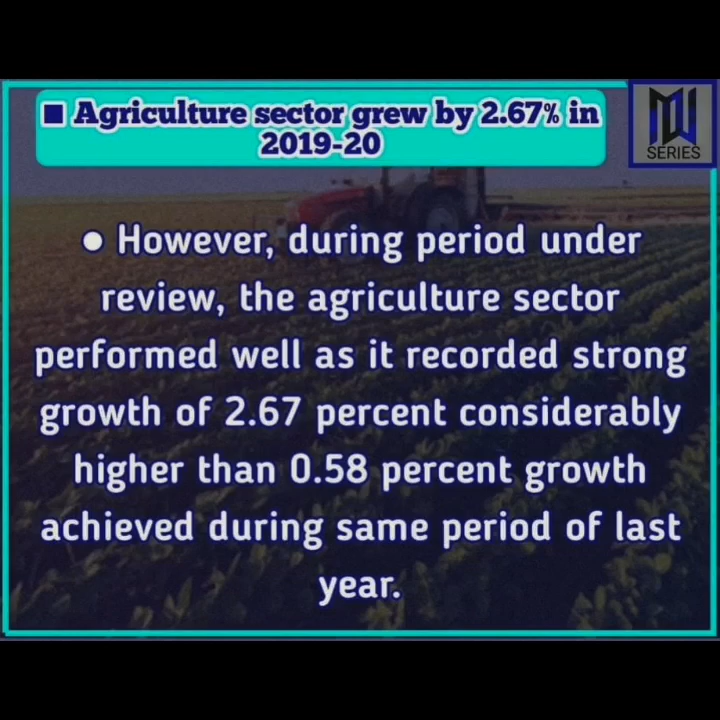 ■ Agriculture sector grew by 2.67% in
2019-20
MW
SERIES
● However, during period under
review, the agriculture sector
performed well as it recorded strong
growth of 2.67 percent considerably
higher than 0.58 percent growth
achieved during same period of last
year.